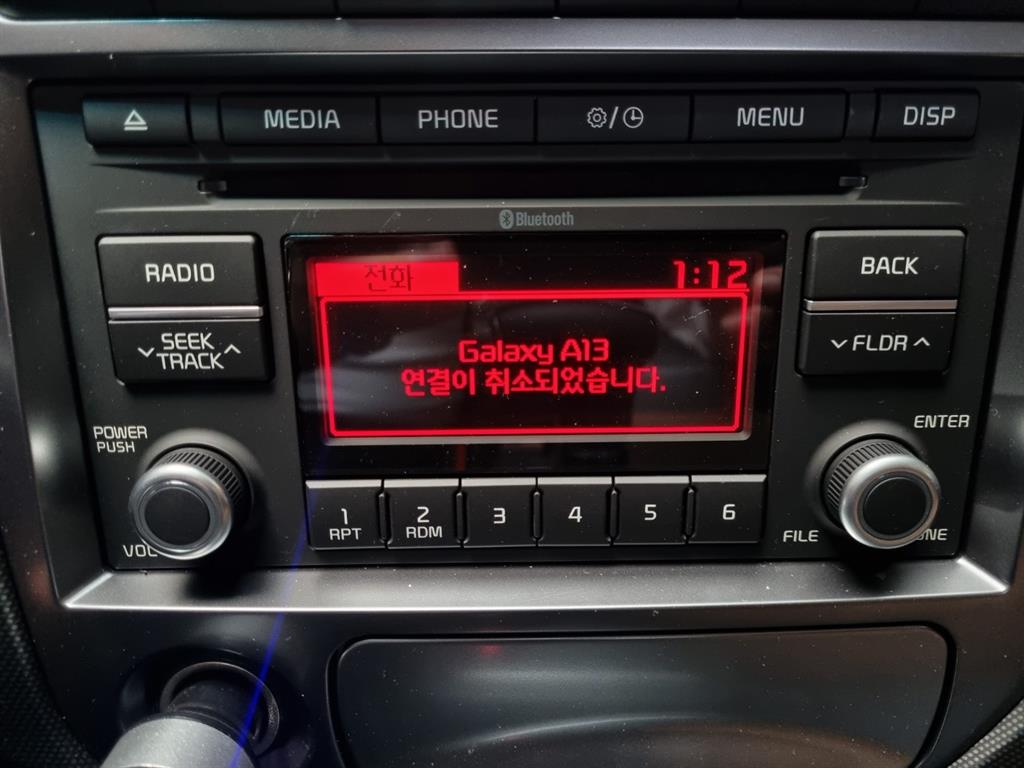 MEDIA
PHONE
/
MENU
DISP
Bluetooth
RADIO
SEEK
TRACK
전화
1:12
Galaxy A13
연결이 취소되었습니다.
BACK
FLDR
POWER
PUSH
VOL
ENTER
FILE
1
RPT
2
RDM
3
4
5
6